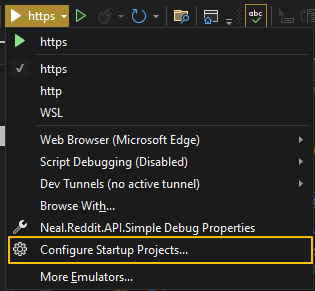 https
abc
https
https
http
WSL
Web Browser (Microsoft Edge)
Script Debugging (Disabled)
Dev Tunnels (no active tunnel)
Browse With...
Neal.Reddit.API.Simple Debug Properties
Configure Startup Projects...
More Emulators...